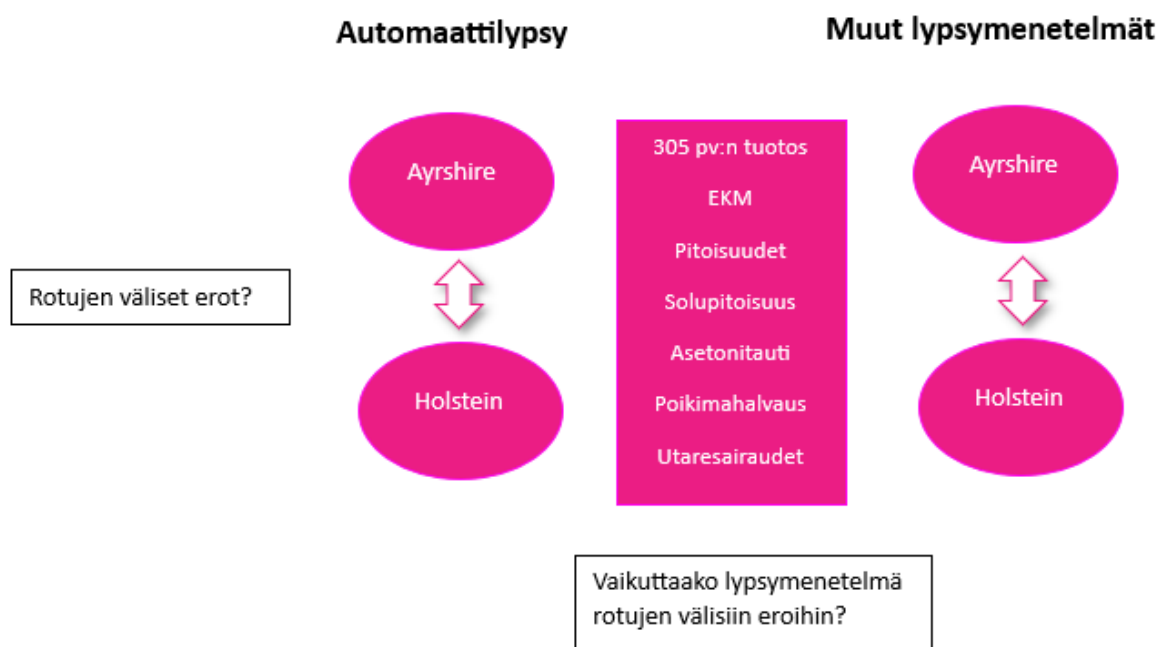 Automaattilypsy
Muut lypsymenetelmät
Ayrshire
305 pv:n tuotos
Ayrshire
EKM
Pitoisuudet
Rotujen väliset erot?
Solupitoisuus
Asetonitauti
Holstein
Poikimahalvaus
Holstein
Utaresairaudet
Vaikuttaako lypsymenetelmä
rotujen välisiin eroihin?